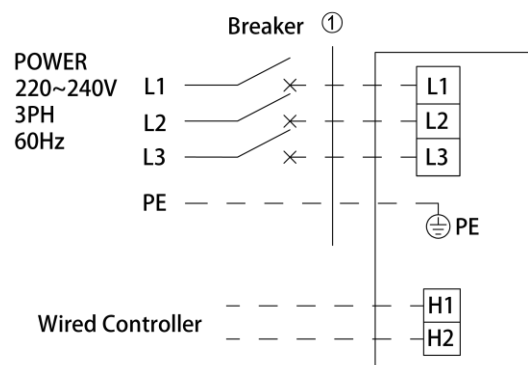 Breaker ①
POWER
220~240V
3PH
60Hz
L1
L2
L3
PE
L1
L2
L3
PE
Wired Controller
H1
H2